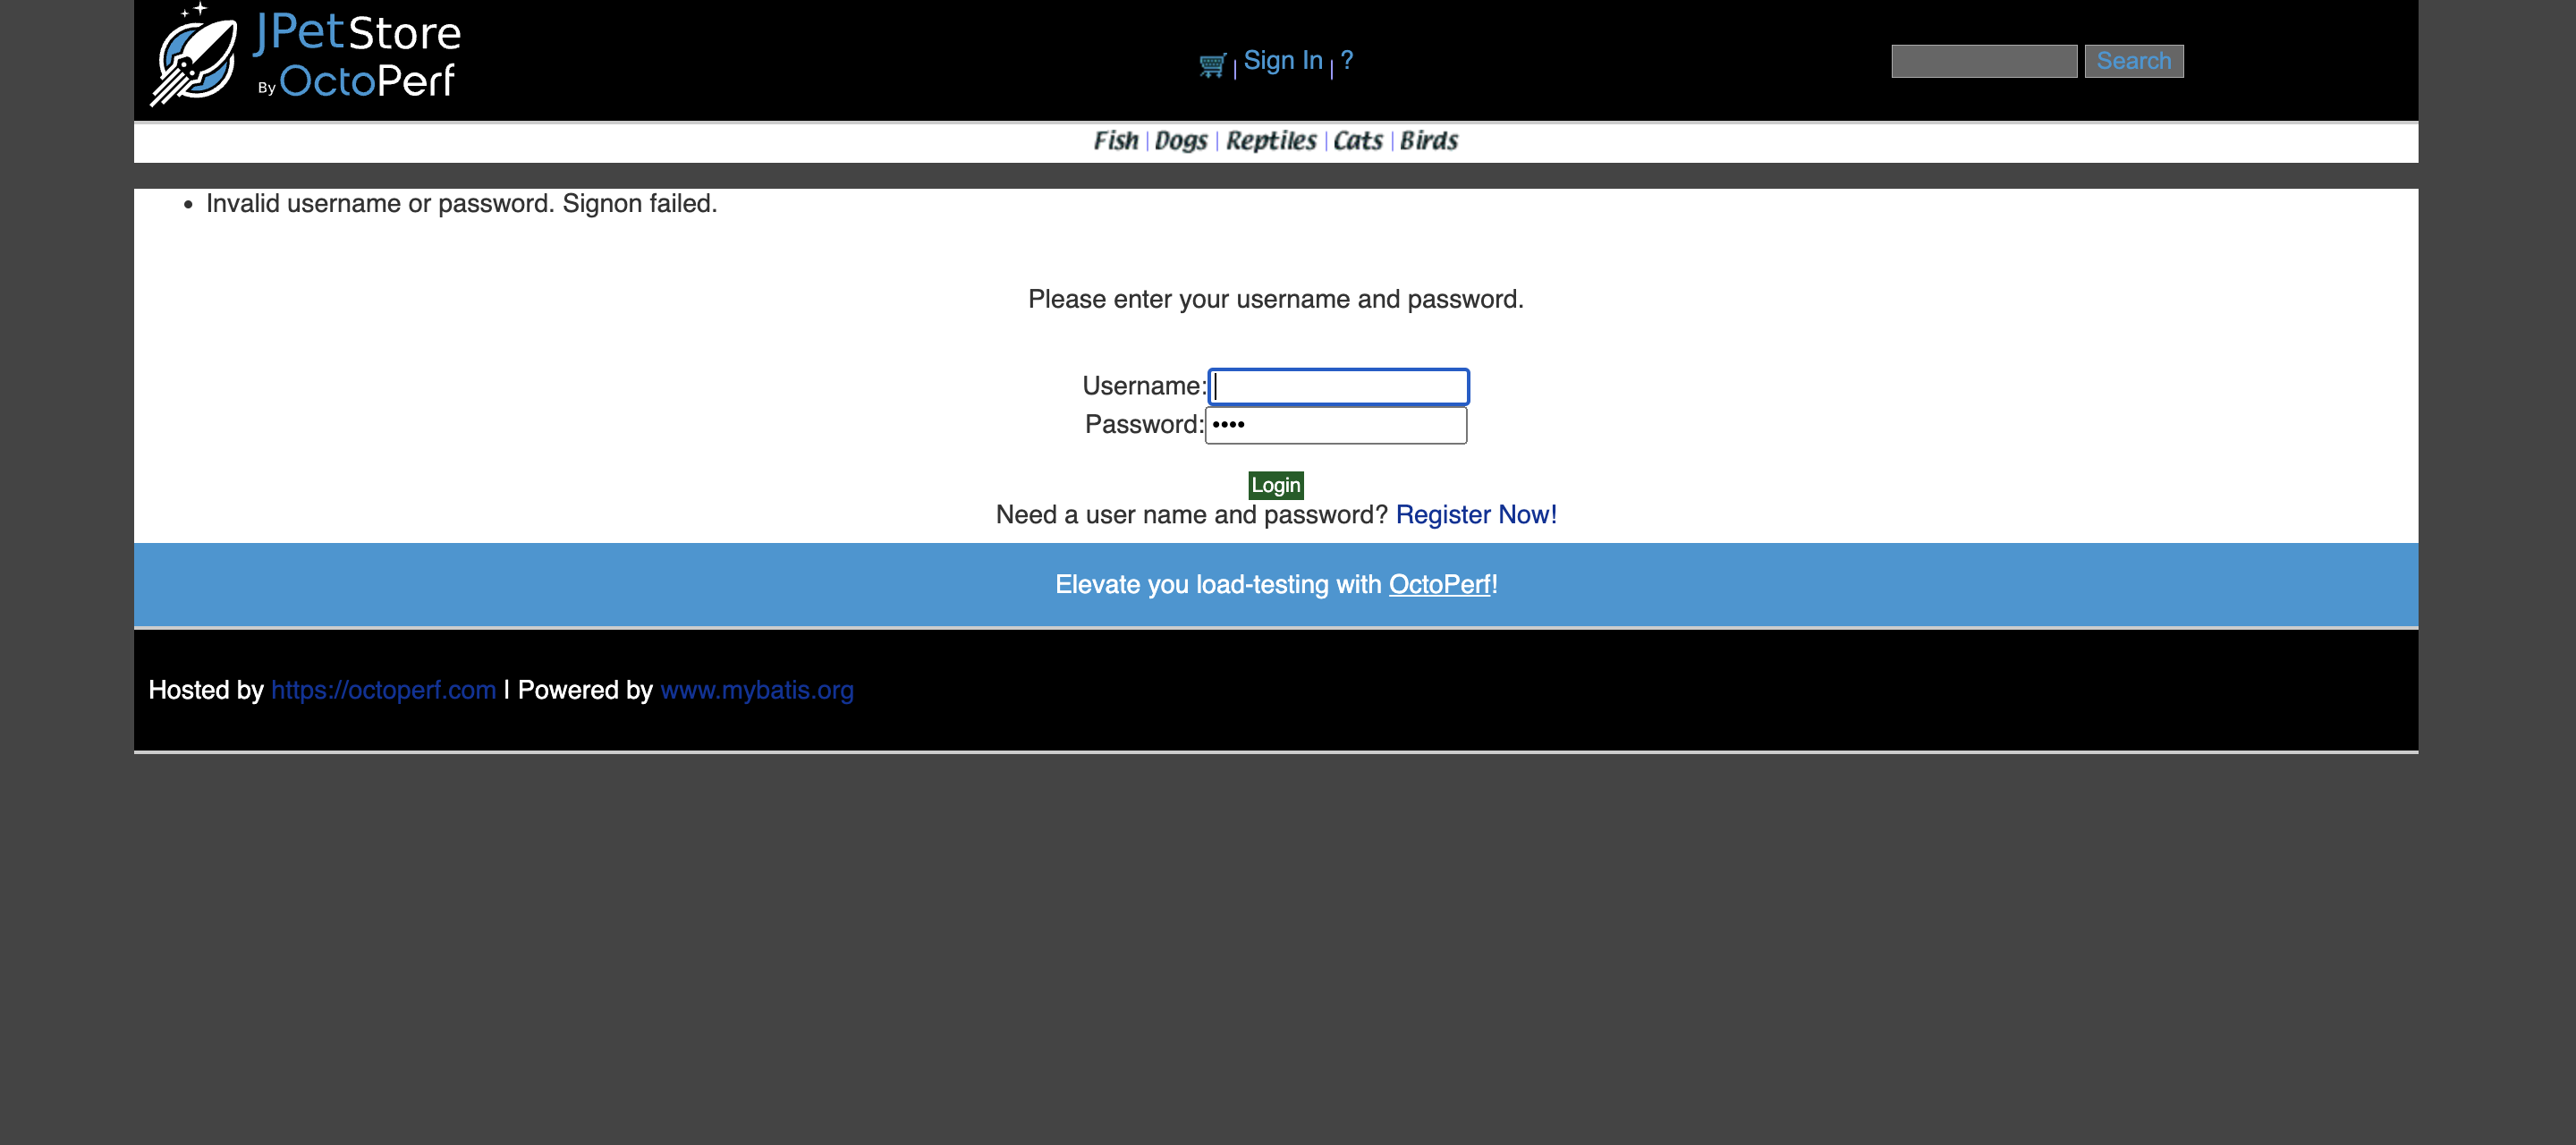 JPetStore
By OctoPerf
Sign In | ?
Search
Fish | Dogs | Reptiles | Cats | Birds
Invalid username or password. Signon failed.
Please enter your username and password.
Username:
Password: ••••
Login
Need a user name and password? Register Now!
Elevate you load-testing with OctoPerf!
Hosted by https://octoperf.com | Powered by www.mybatis.org